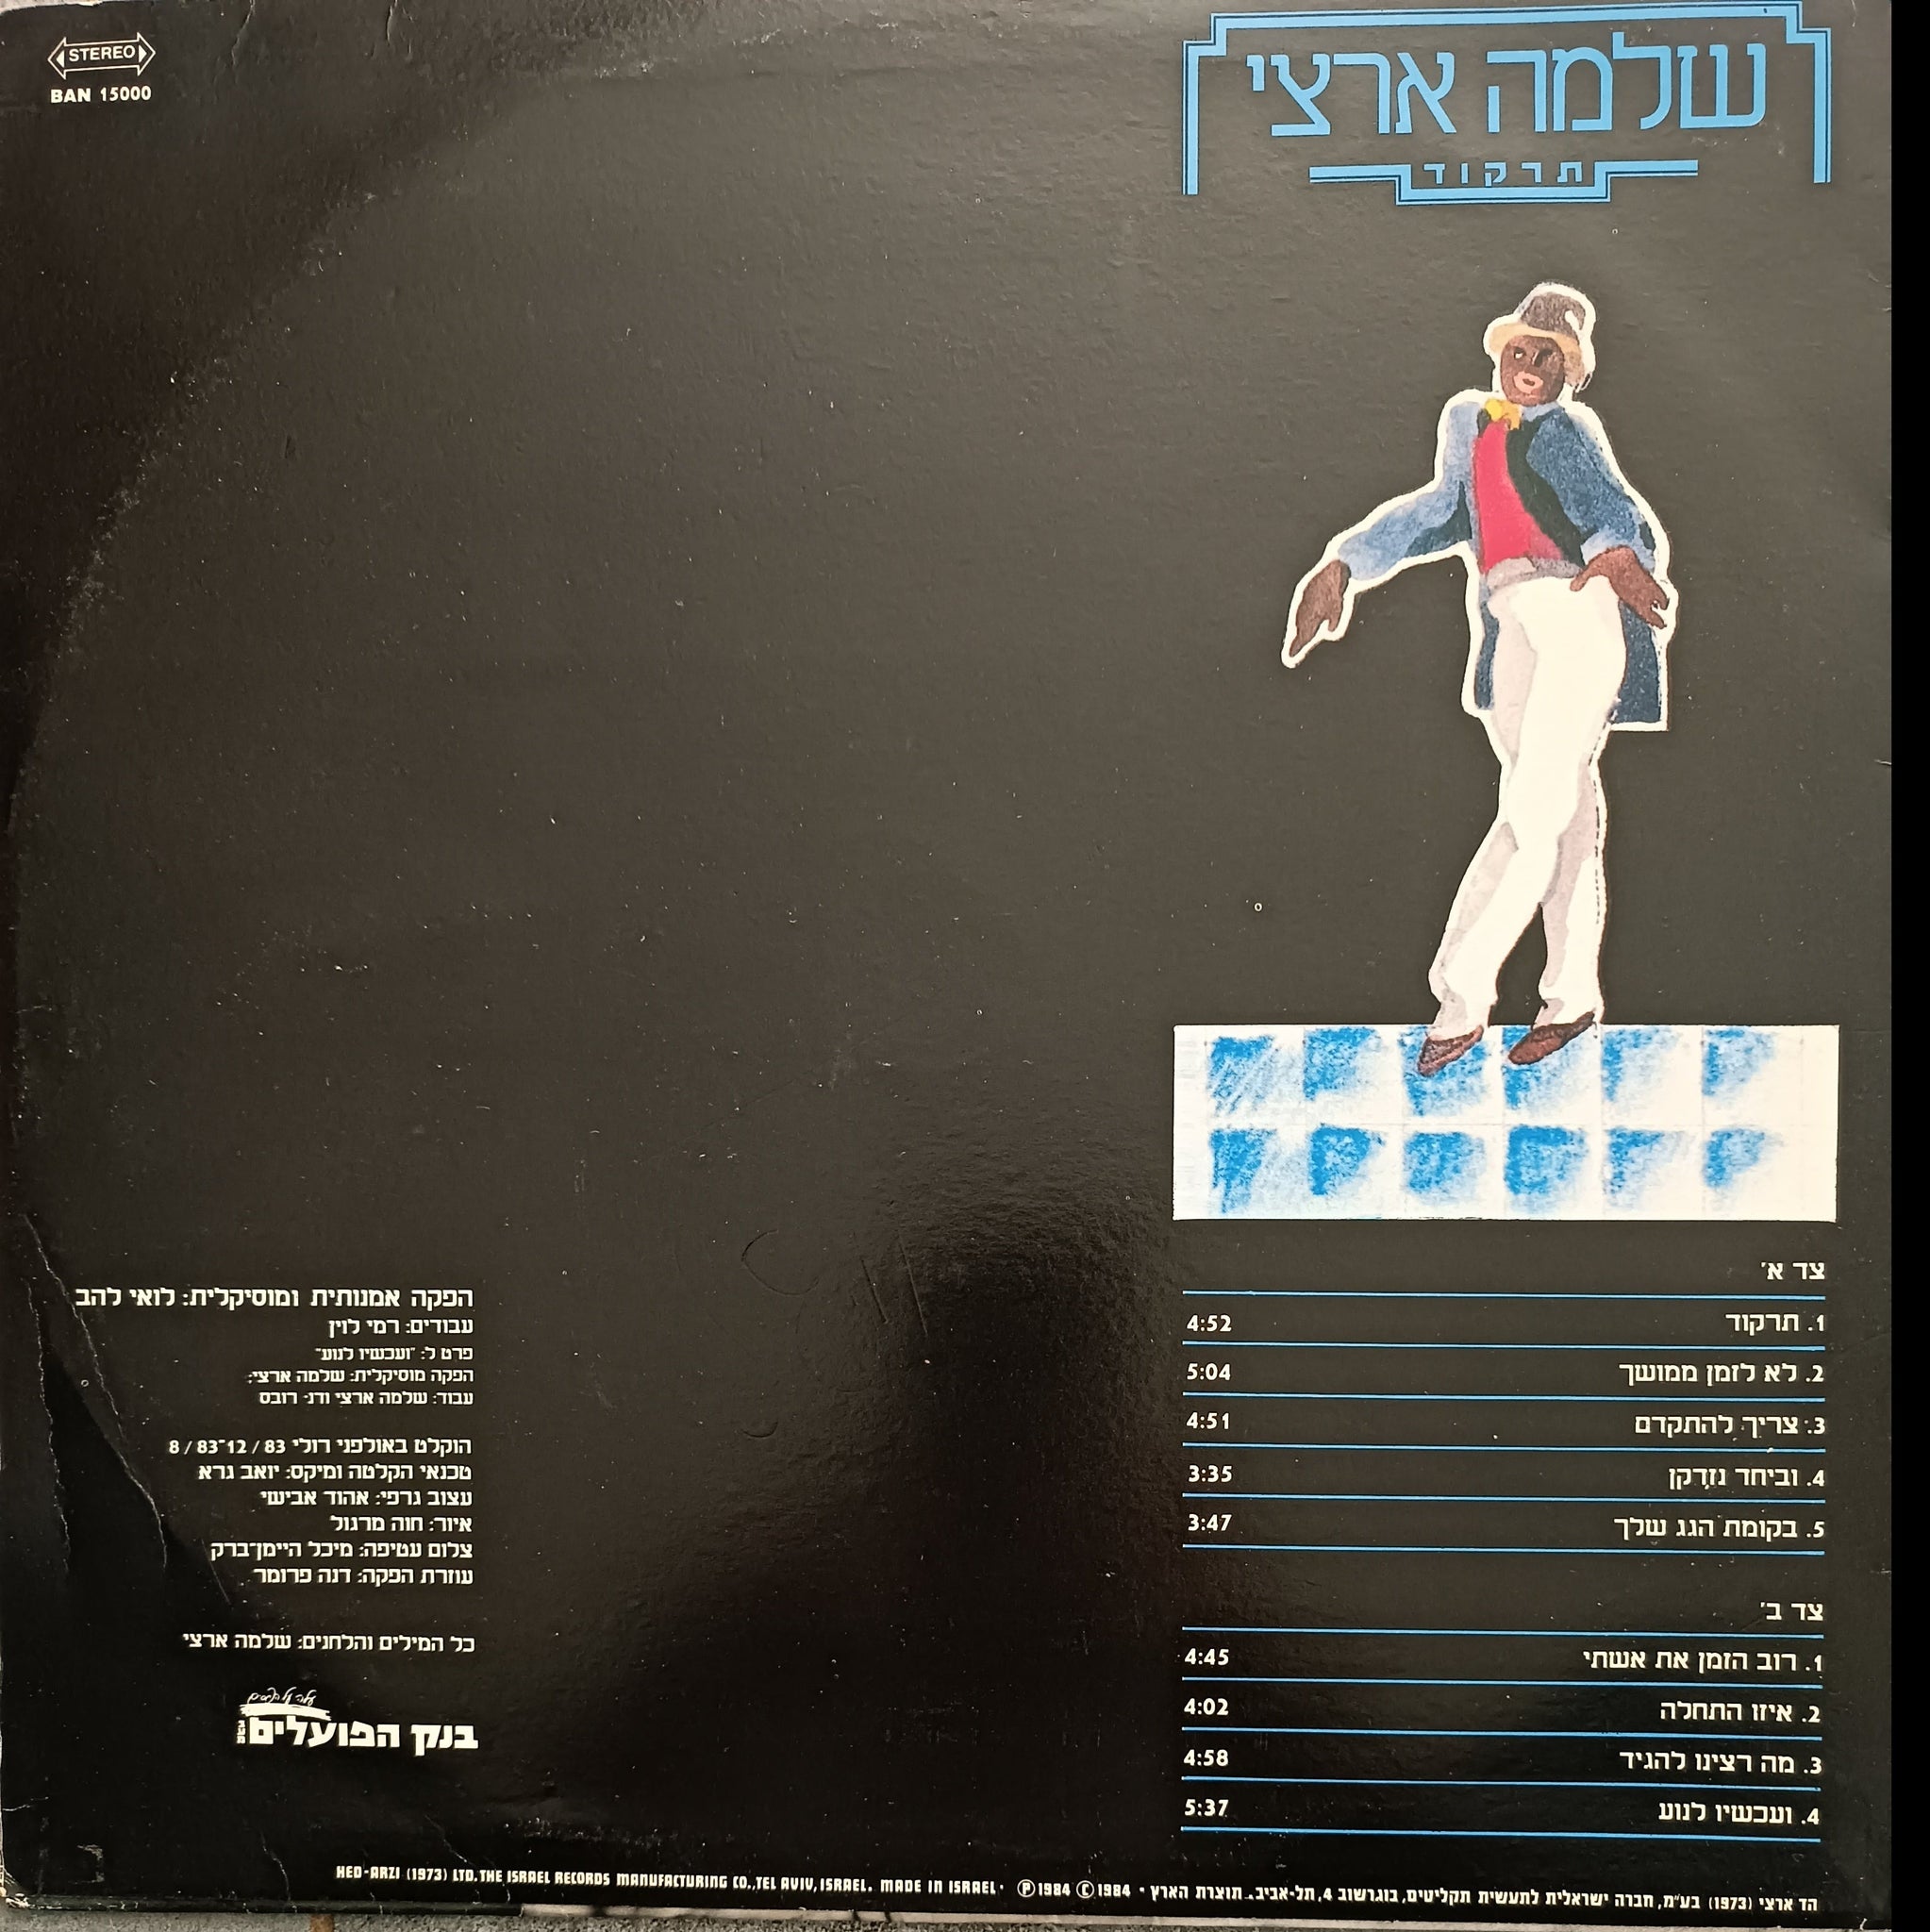 STEREO
BAN 15000
שלמה ארצי
תרקוד
צד א'
1. תרקוד 4:52
2. לא לזמן ממושך 5:04
3. צריך להתקדם 4:51
4. וביחד נזדקן 3:35
5. בקומת הגג שלך 3:47
צד ב'
1. רוב הזמן את אשתי 4:45
2. איזו התחלה 4:02
3. מה רצינו להגיד 4:58
4. ועכשיו לנוע 5:37
הפקה אמנותית ומוסיקלית: לואי להב
עבודים: רמי לוין
פרט ל: "ועכשיו לנוע"
הפקה מוסיקלית: שלמה ארצי:
עבוד: שלמה ארצי ודני רובס
הוקלט באולפני רולי 8/83-12/83
טכנאי הקלטה ומיקס: יואב גרא
עצוב גרפי: אהוד אבישי
איור: חוה מרגול
צלום עטיפה: מיכל היימן-ברק
עוזרת הפקה: דנה פרומר
כל המילים והלחנים: שלמה ארצי
בנק הפועלים
הד ארצי (1973) בע"מ, חברה ישראלית לתעשית תקליטים, בוגרשוב 4, תל-אביב. תוצרת הארץ • 1984 Ⓒ 1984 Ⓟ • HED-ARZI (1973) LTD. THE ISRAEL RECORDS MANUFACTURING CO., TEL AVIV, ISRAEL. MADE IN ISRAEL